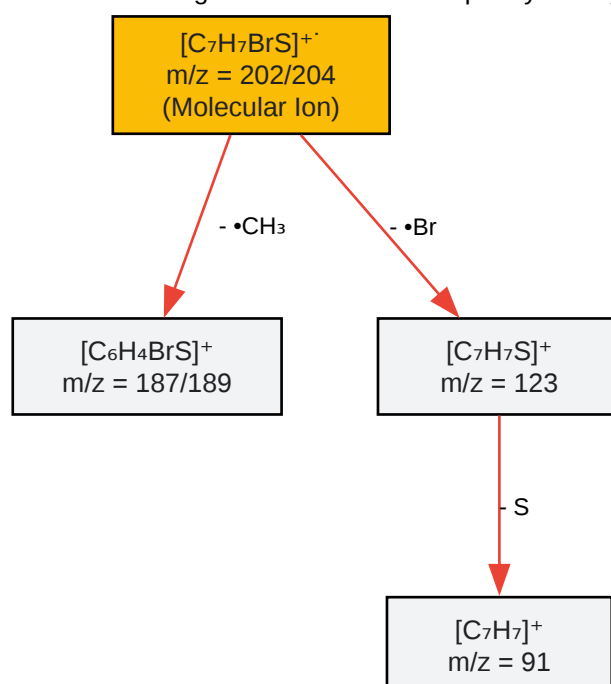 [C₇H₇BrS]⁺˙
m/z = 202/204
(Molecular Ion)
- •CH₃
- •Br
[C₆H₄BrS]⁺
m/z = 187/189
[C₇H₇S]⁺
m/z = 123
- S
[C₇H₇]⁺
m/z = 91